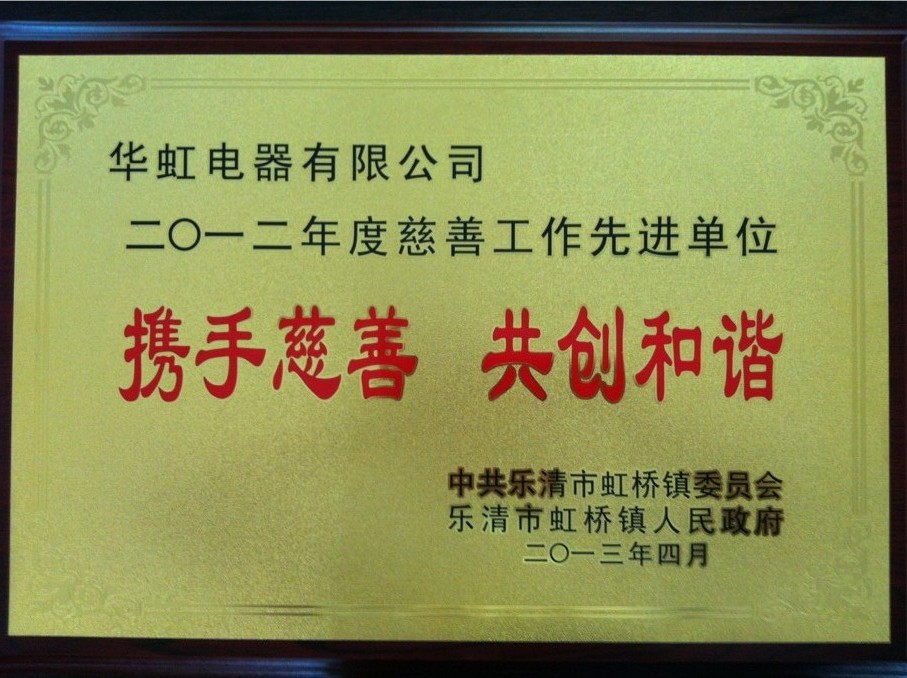 华虹电器有限公司
二〇一二年度慈善工作先进单位
携手慈善 共创和谐
中共乐清市虹桥镇委员会
乐清市虹桥镇人民政府
二〇一三年四月